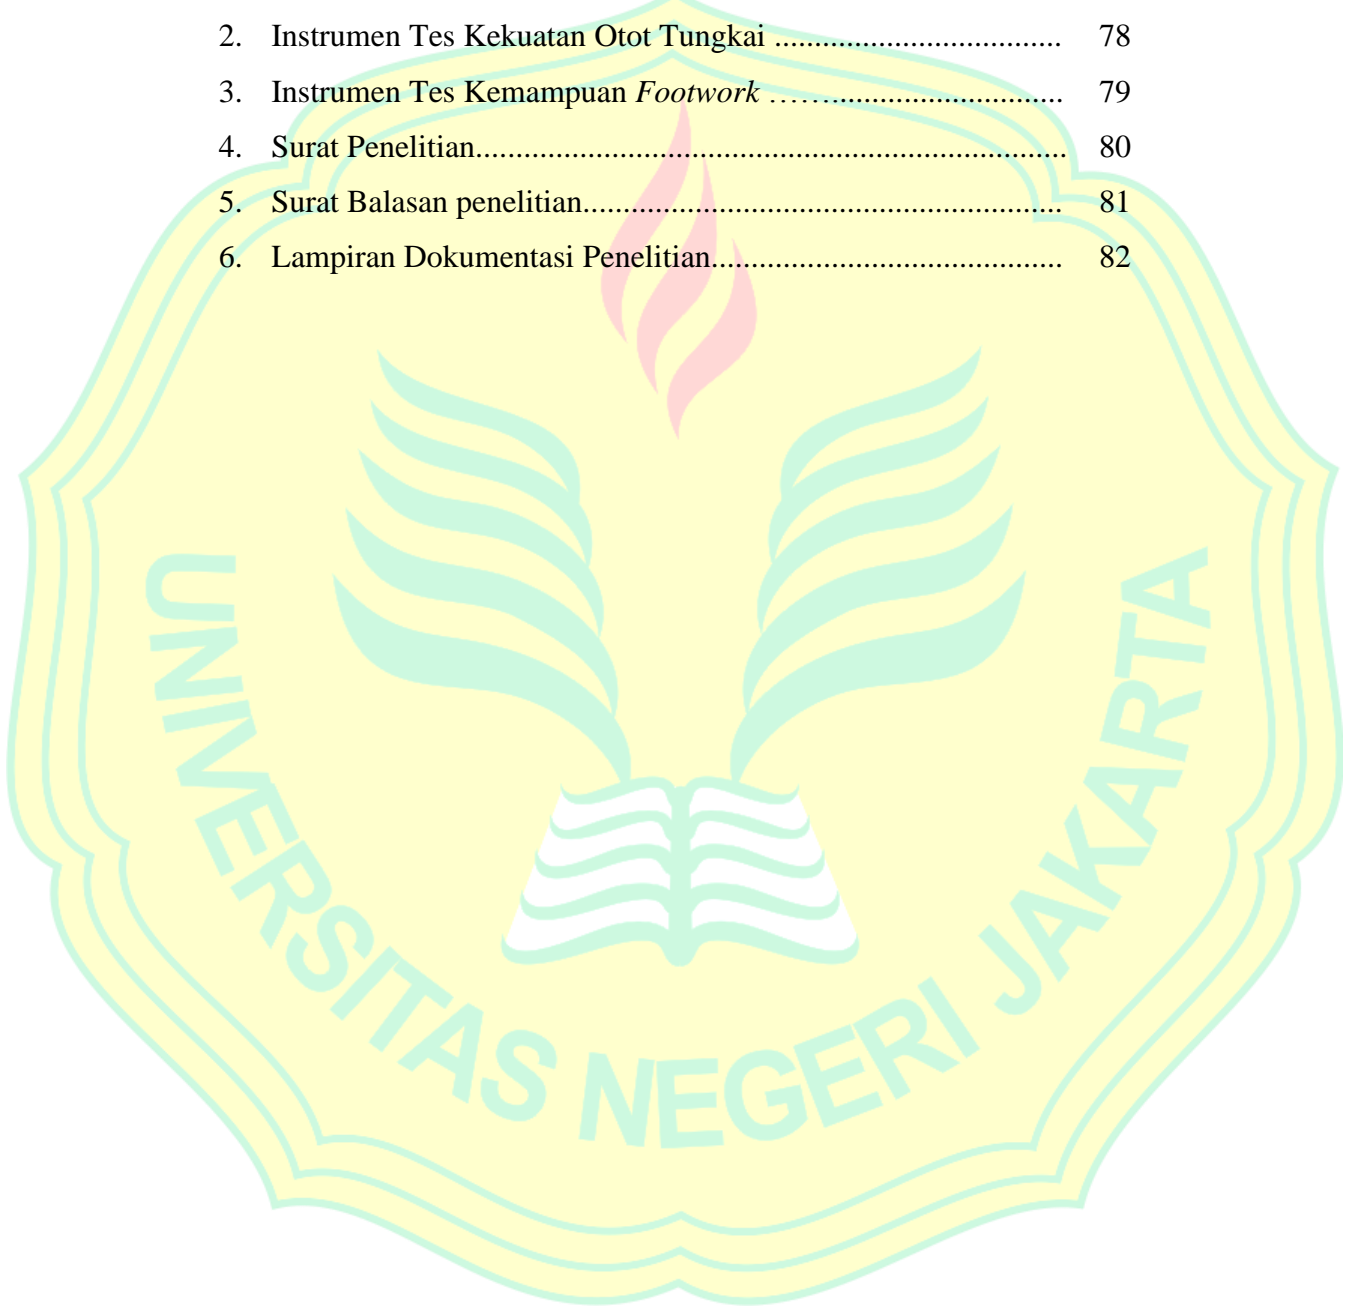 2. Instrumen Tes Kekuatan Otot Tungkai .................................... 78
3. Instrumen Tes Kemampuan Footwork ……............................. 79
4. Surat Penelitian.......................................................................... 80
5. Surat Balasan penelitian............................................................ 81
6. Lampiran Dokumentasi Penelitian............................................ 82
UNIVERSITAS NEGERI JAKARTA